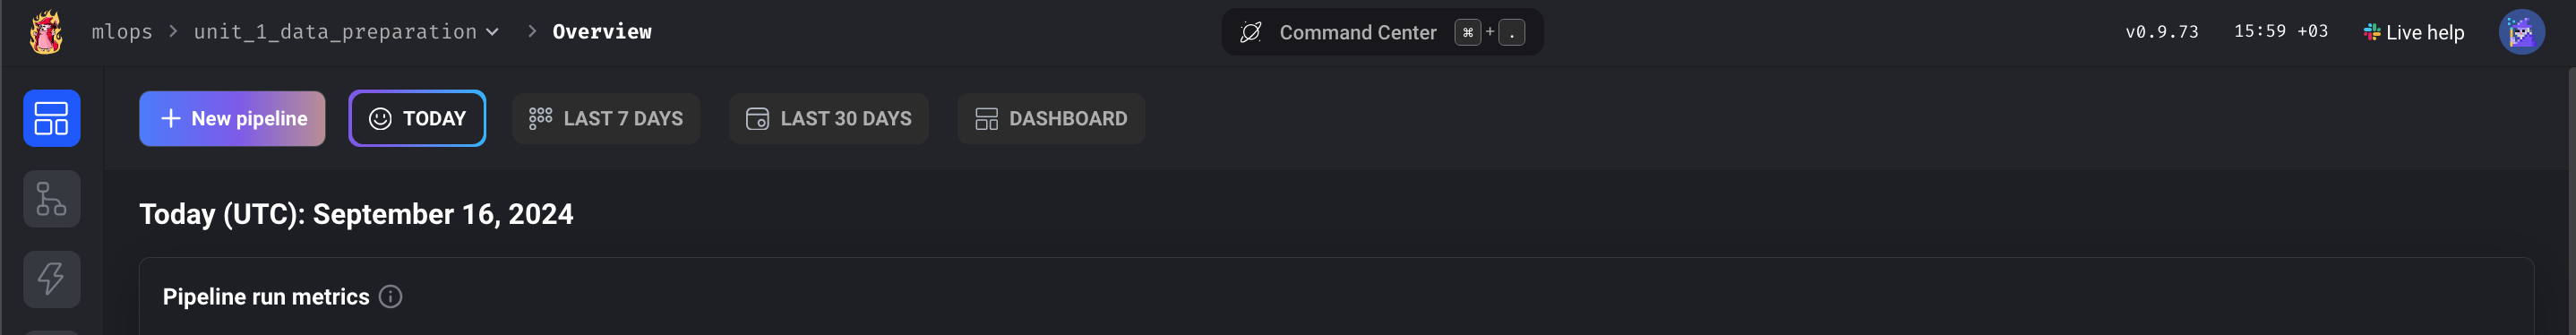 mlops > unit_1_data_preparation > Overview
Command Center ⌘ + .
v0.9.73 15:59 +03 Live help
+ New pipeline TODAY LAST 7 DAYS LAST 30 DAYS DASHBOARD
Today (UTC): September 16, 2024
Pipeline run metrics